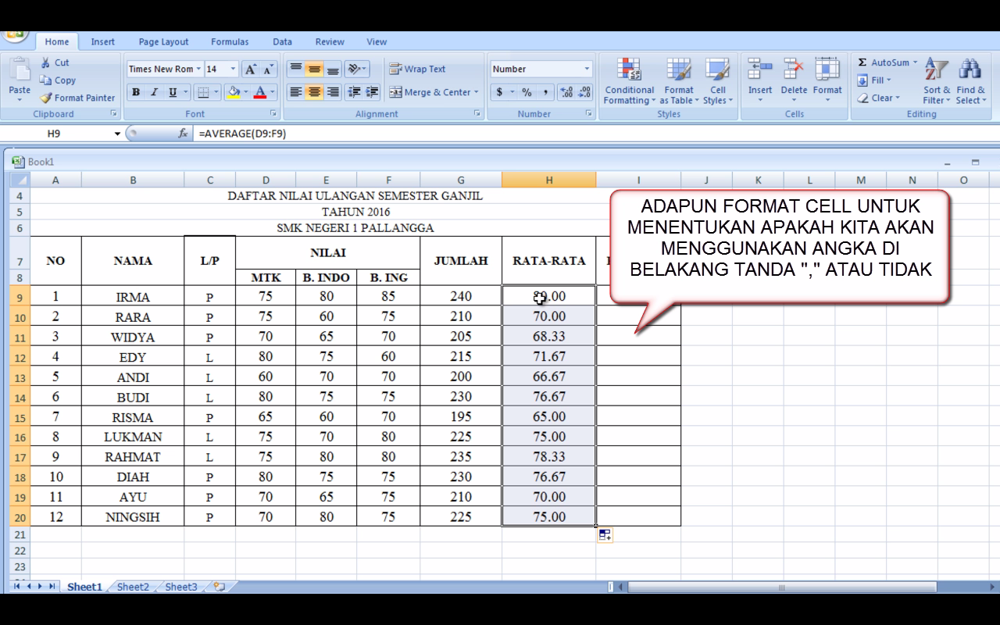 Home Insert Page Layout Formulas Data Review View
Cut
Copy
Format Painter
Paste
Clipboard
Times New Rom 14
B I U
Font
Wrap Text
Merge & Center
Alignment
Number
$ % ,
Number
Conditional Formatting
Format as Table
Cell Styles
Styles
Insert Delete Format
Cells
Σ AutoSum
Fill
Clear
Sort & Filter
Find & Select
Editing
H9 fx =AVERAGE(D9:F9)
Book1
A B C D E F G H I J K L M N O
4 DAFTAR NILAI ULANGAN SEMESTER GANJIL
5 TAHUN 2016
6 SMK NEGERI 1 PALLANGGA
7 NO NAMA L/P NILAI JUMLAH RATA-RATA
8 MTK B. INDO B. ING
9 1 IRMA P 75 80 85 240 .00
10 2 RARA P 75 60 75 210 70.00
11 3 WIDYA P 70 65 70 205 68.33
12 4 EDY L 80 75 60 215 71.67
13 5 ANDI L 60 70 70 200 66.67
14 6 BUDI L 80 75 75 230 76.67
15 7 RISMA P 65 60 70 195 65.00
16 8 LUKMAN L 75 70 80 225 75.00
17 9 RAHMAT L 75 80 80 235 78.33
18 10 DIAH P 80 75 75 230 76.67
19 11 AYU P 70 65 75 210 70.00
20 12 NINGSIH P 70 80 75 225 75.00
21
22
23
ADAPUN FORMAT CELL UNTUK
MENENTUKAN APAKAH KITA AKAN
MENGGUNAKAN ANGKA DI
BELAKANG TANDA "," ATAU TIDAK
Sheet1 Sheet2 Sheet3